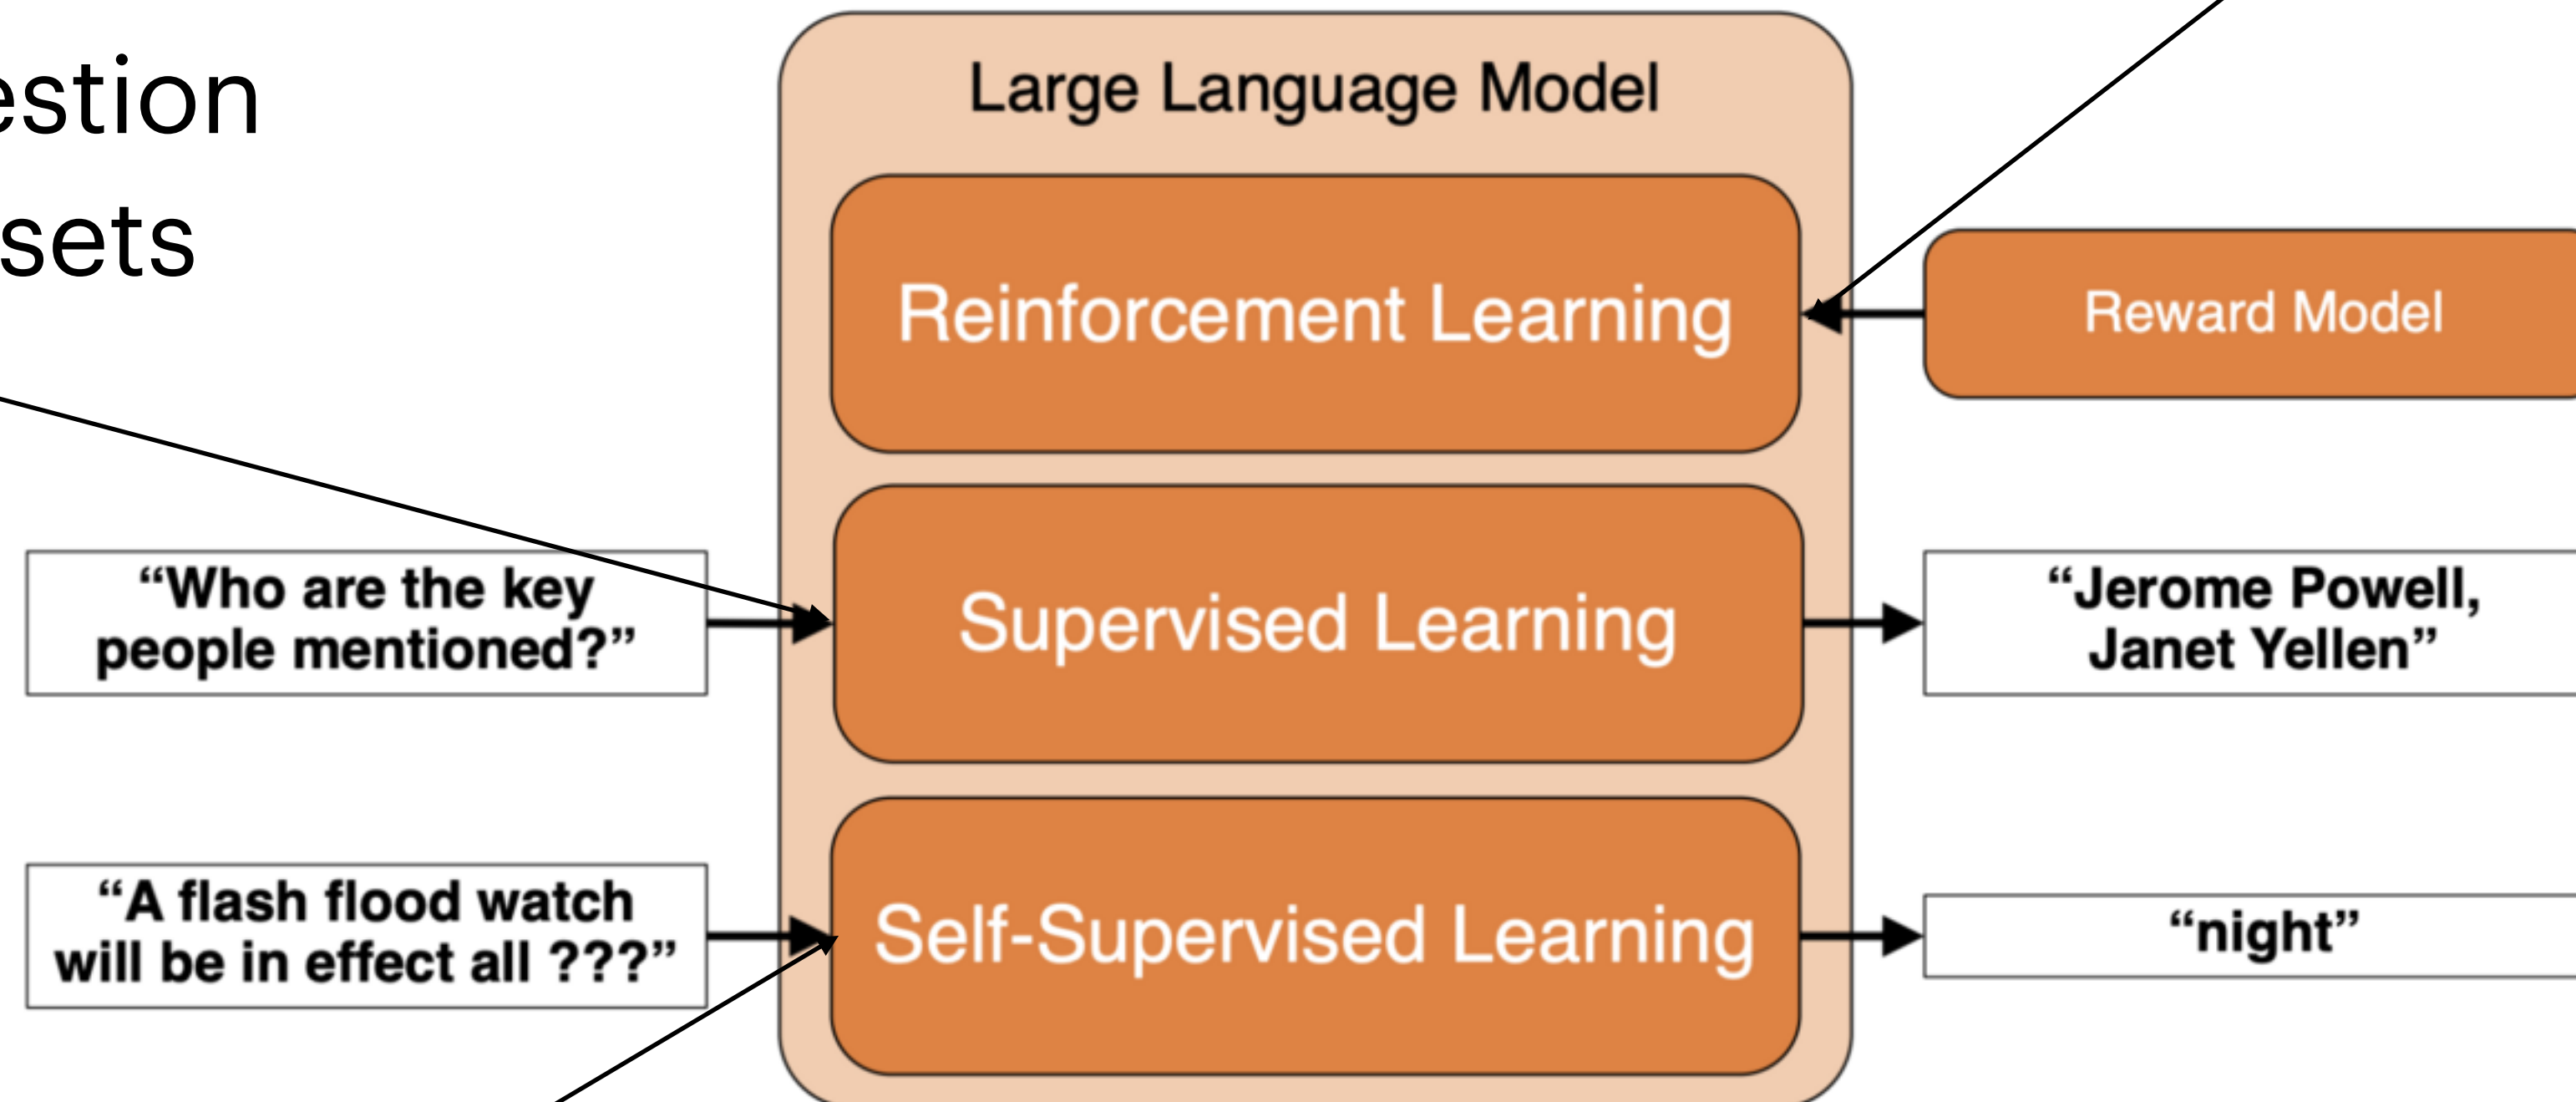 estion
sets
Large Language Model
Reinforcement Learning
Reward Model
“Who are the key
people mentioned?”
Supervised Learning
“Jerome Powell,
Janet Yellen”
“A flash flood watch
will be in effect all ???”
Self-Supervised Learning
“night”